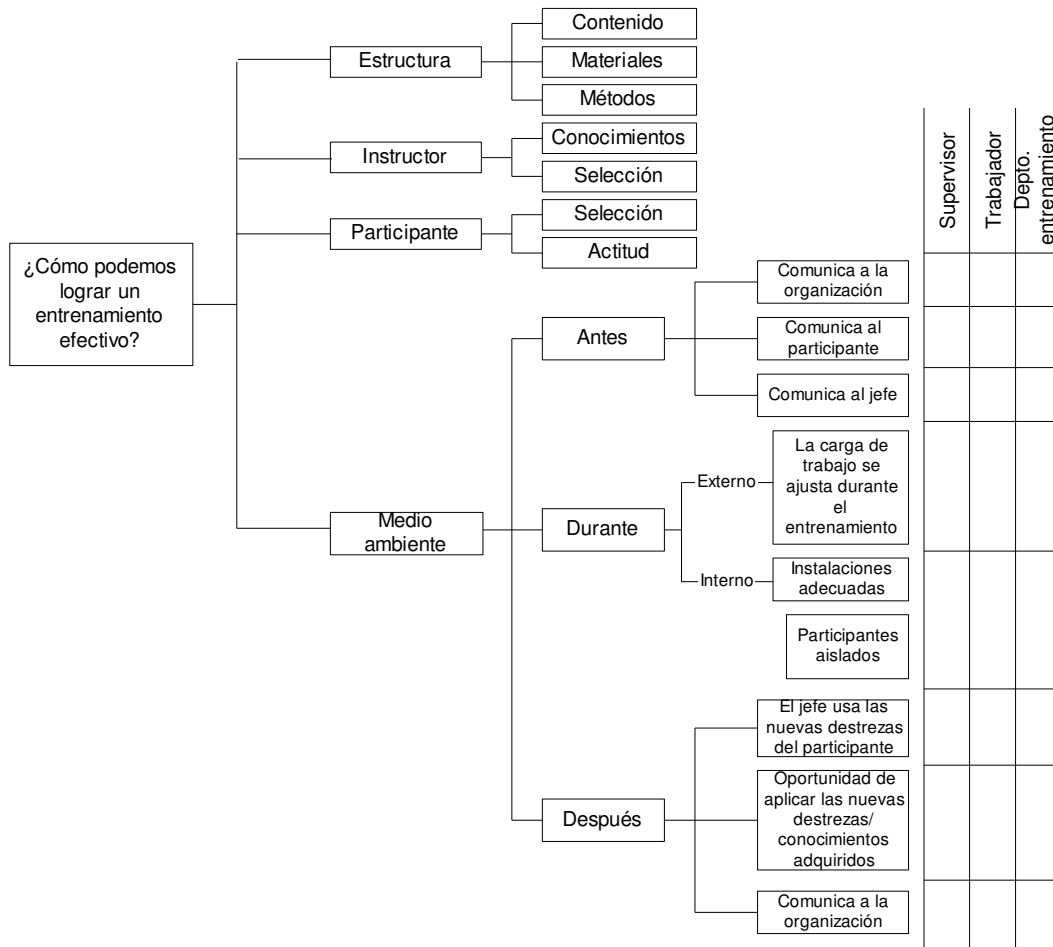 Contenido
Estructura
Materiales
Métodos
Conocimientos
Instructor
Selección
Selección
Participante
Actitud
¿Cómo podemos
lograr un
entrenamiento
efectivo?
Supervisor
Trabajador
Depto.
entrenamiento
Comunica a la
organización
Antes
Comunica al
participante
Comunica al jefe
La carga de
trabajo se
ajusta durante
el
entrenamiento
Externo
Medio
ambiente
Durante
Interno
Instalaciones
adecuadas
Participantes
aislados
El jefe usa las
nuevas destrezas
del participante
Después
Oportunidad de
aplicar las nuevas
destrezas/
conocimientos
adquiridos
Comunica a la
organización